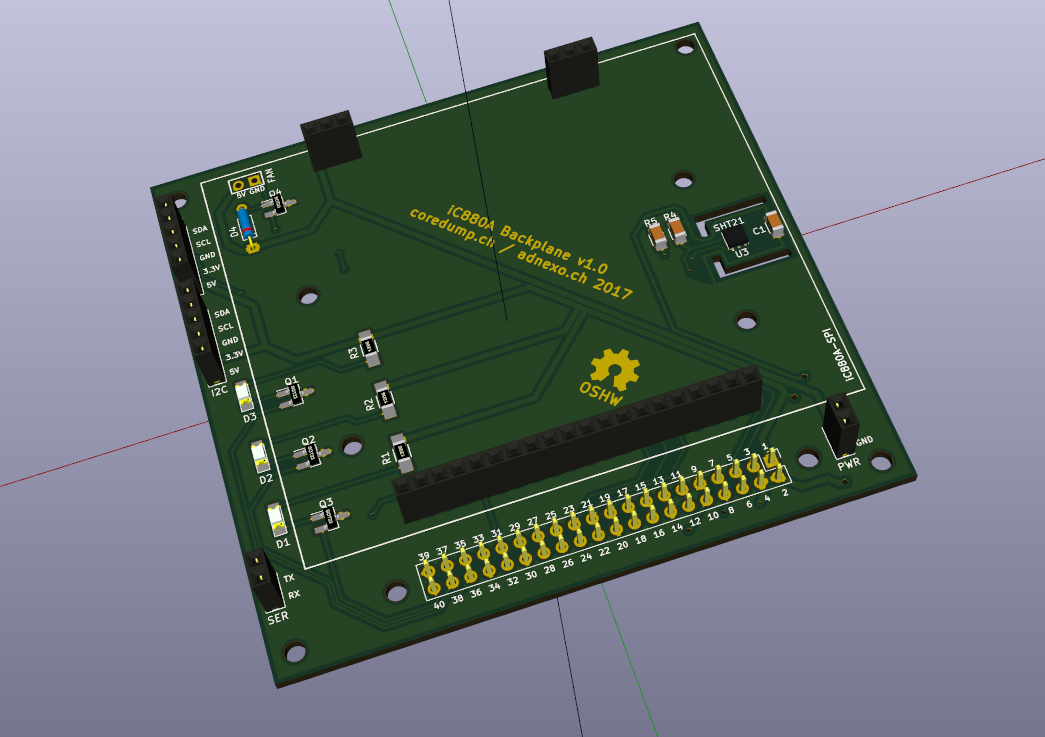 FAN
5V GND
Q4
D4
iC880A Backplane v1.0
coredump.ch / adnexo.ch 2017
R5 R4
SHT21
C1
U3
SDA
SCL
GND
3.3V
5V
SDA
SCL
GND
3.3V
5V
I2C
iC880A-SPI
R3
Q1
D3
R2
OSHW
Q2
D2
R1
GND
PWR
Q3
D1
TX
RX
SER
39 37 35 33 31 29 27 25 23 21 19 17 15 13 11 9 7 5 3 1
40 38 36 34 32 30 28 26 24 22 20 18 16 14 12 10 8 6 4 2